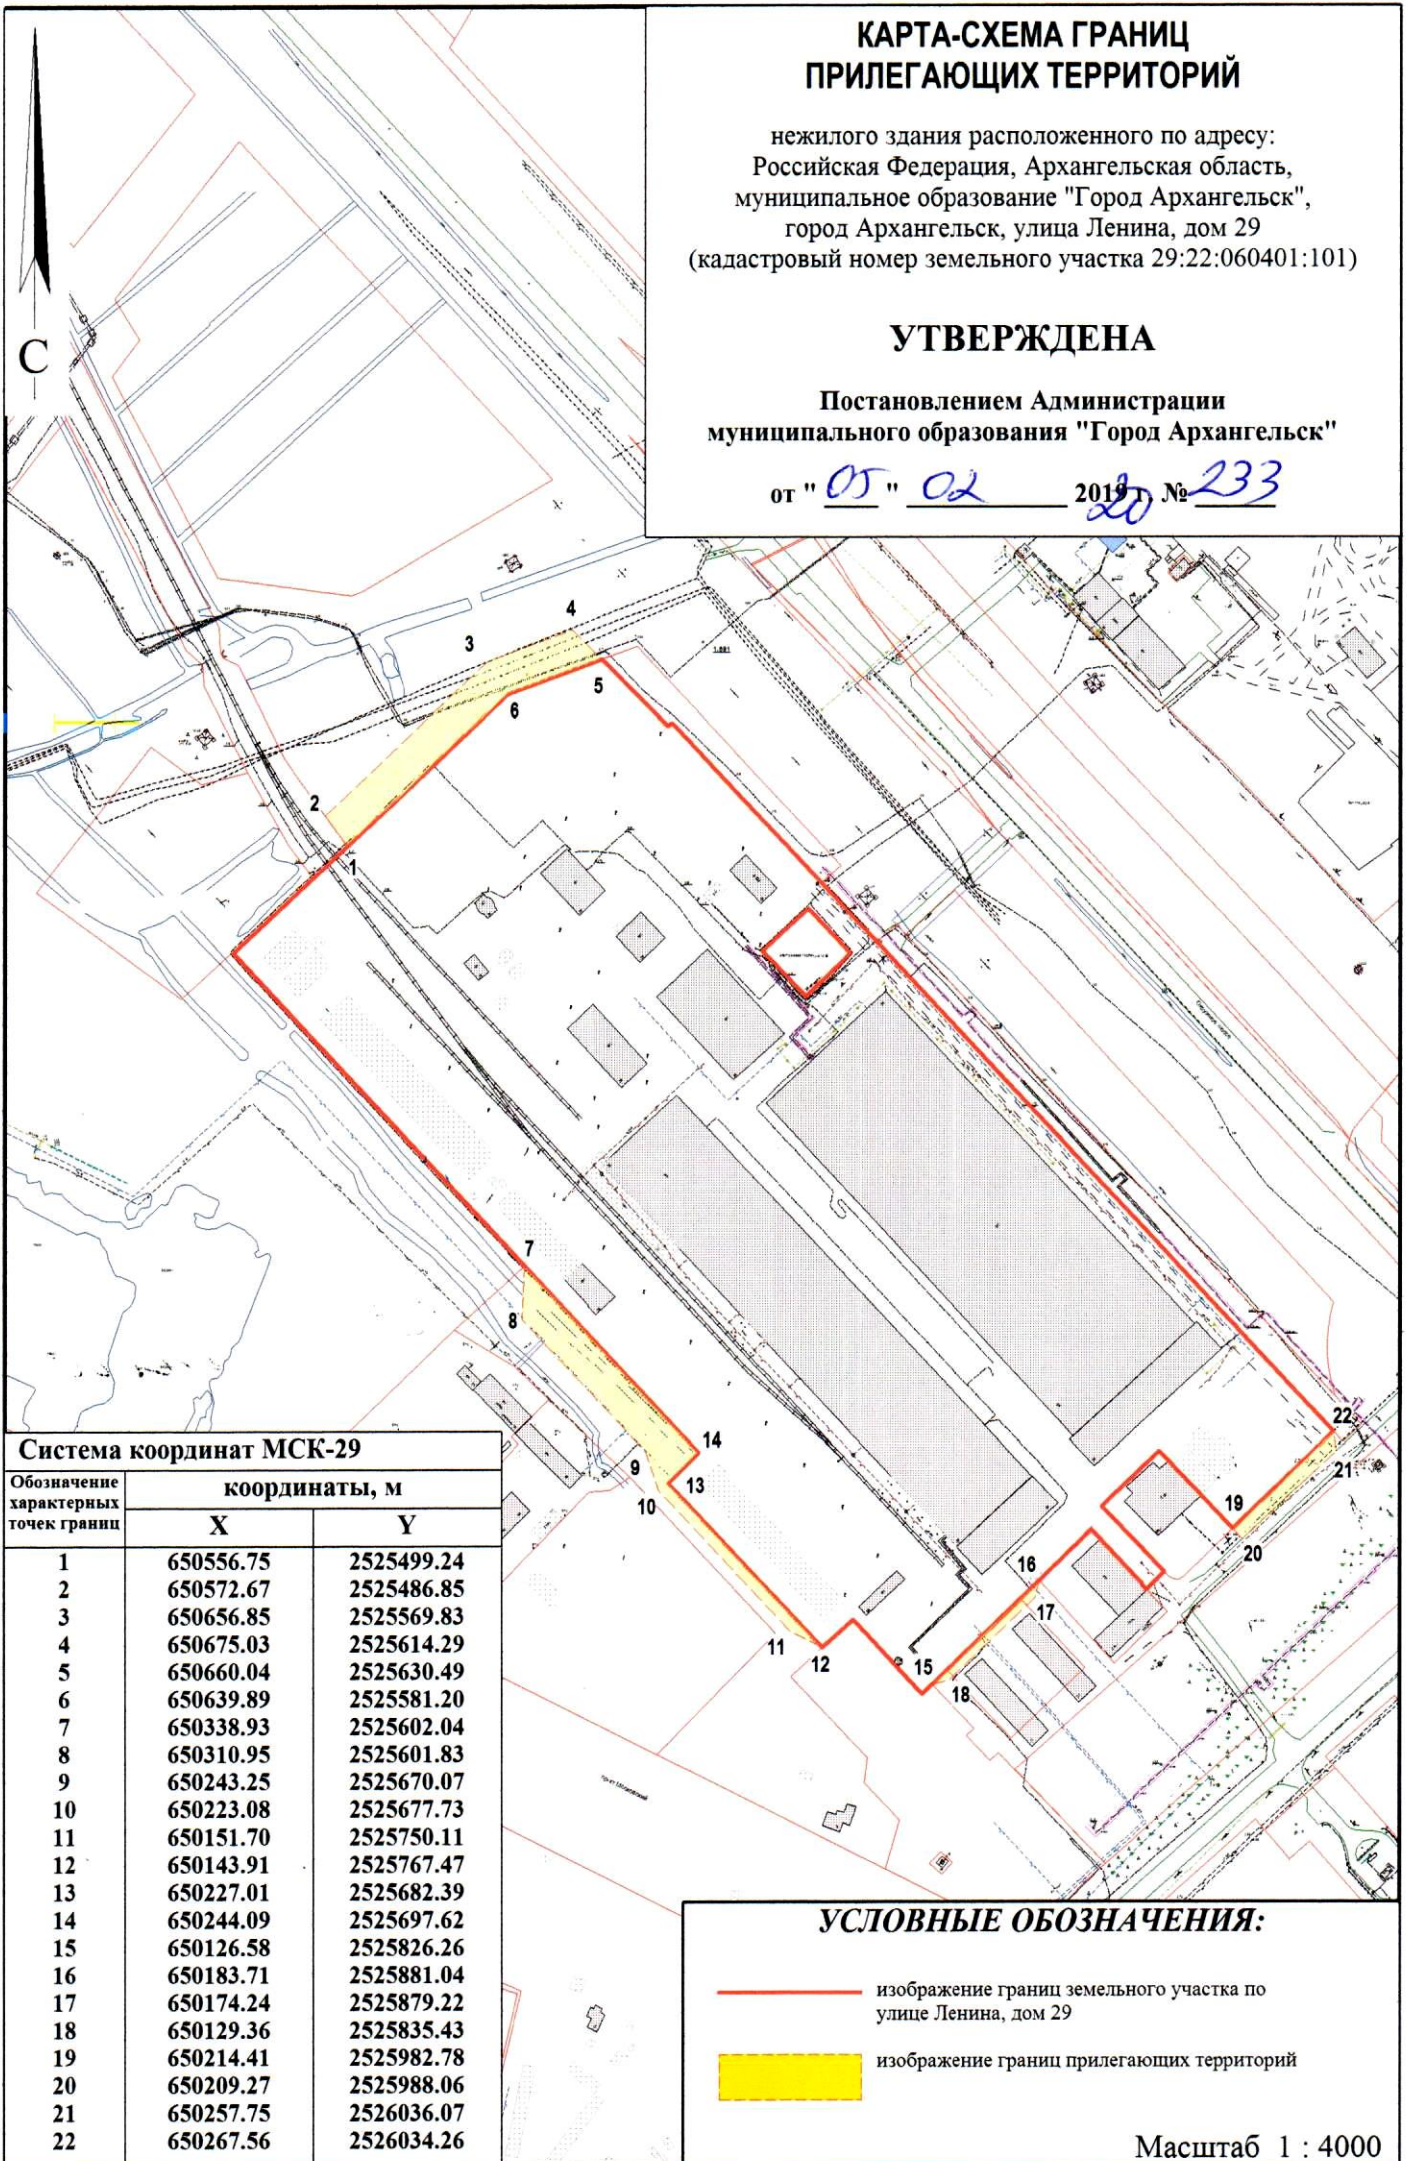 КАРТА-СХЕМА ГРАНИЦ
ПРИЛЕГАЮЩИХ ТЕРРИТОРИЙ
нежилого здания расположенного по адресу:
Российская Федерация, Архангельская область,
муниципальное образование "Город Архангельск",
город Архангельск, улица Ленина, дом 29
(кадастровый номер земельного участка 29:22:060401:101)
УТВЕРЖДЕНА
Постановлением Администрации
муниципального образования "Город Архангельск"
от "05" 02 2019 20 г. № 233
С
4
3
5
6
2
1
7
8
14
13
9
10
11
12
15
16
17
18
19
20
21
22
Система координат МСК-29
Обозначение характерных точек границ
координаты, м
X Y
1 650556.75 2525499.24
2 650572.67 2525486.85
3 650656.85 2525569.83
4 650675.03 2525614.29
5 650660.04 2525630.49
6 650639.89 2525581.20
7 650338.93 2525602.04
8 650310.95 2525601.83
9 650243.25 2525670.07
10 650223.08 2525677.73
11 650151.70 2525750.11
12 650143.91 2525767.47
13 650227.01 2525682.39
14 650244.09 2525697.62
15 650126.58 2525826.26
16 650183.71 2525881.04
17 650174.24 2525879.22
18 650129.36 2525835.43
19 650214.41 2525982.78
20 650209.27 2525988.06
21 650257.75 2526036.07
22 650267.56 2526034.26
УСЛОВНЫЕ ОБОЗНАЧЕНИЯ:
изображение границ земельного участка по
улице Ленина, дом 29
изображение границ прилегающих территорий
Масштаб 1 : 4000